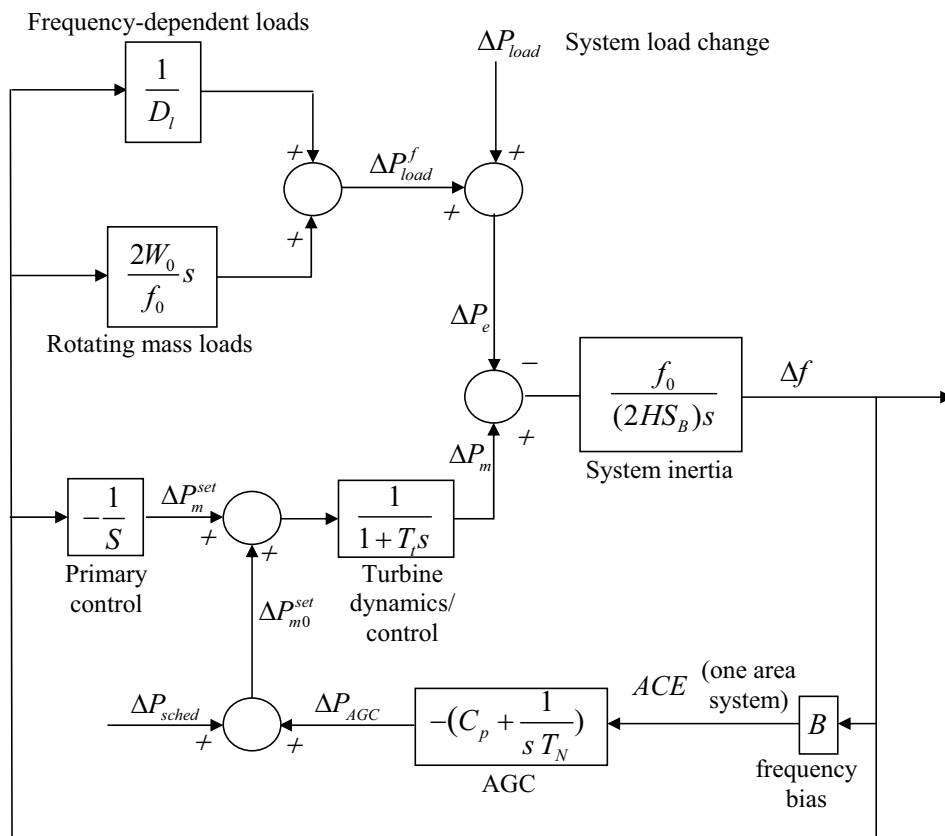 Frequency-dependent loads
ΔP_load System load change
1
D_l
+
+
+
+
ΔP^f_load
2W_0
f_0
s
Rotating mass loads
ΔP_e
−
+
f_0
(2HS_B)s
Δf
System inertia
ΔP_m
−
1
S
ΔP^set_m
+
+
1
1 + T_t s
Primary
control
Turbine
dynamics/
control
ΔP^set_m0
ACE (one area
system)
ΔP_sched
+
+
ΔP_AGC
−(C_p +
1
s T_N
)
B
AGC
frequency
bias